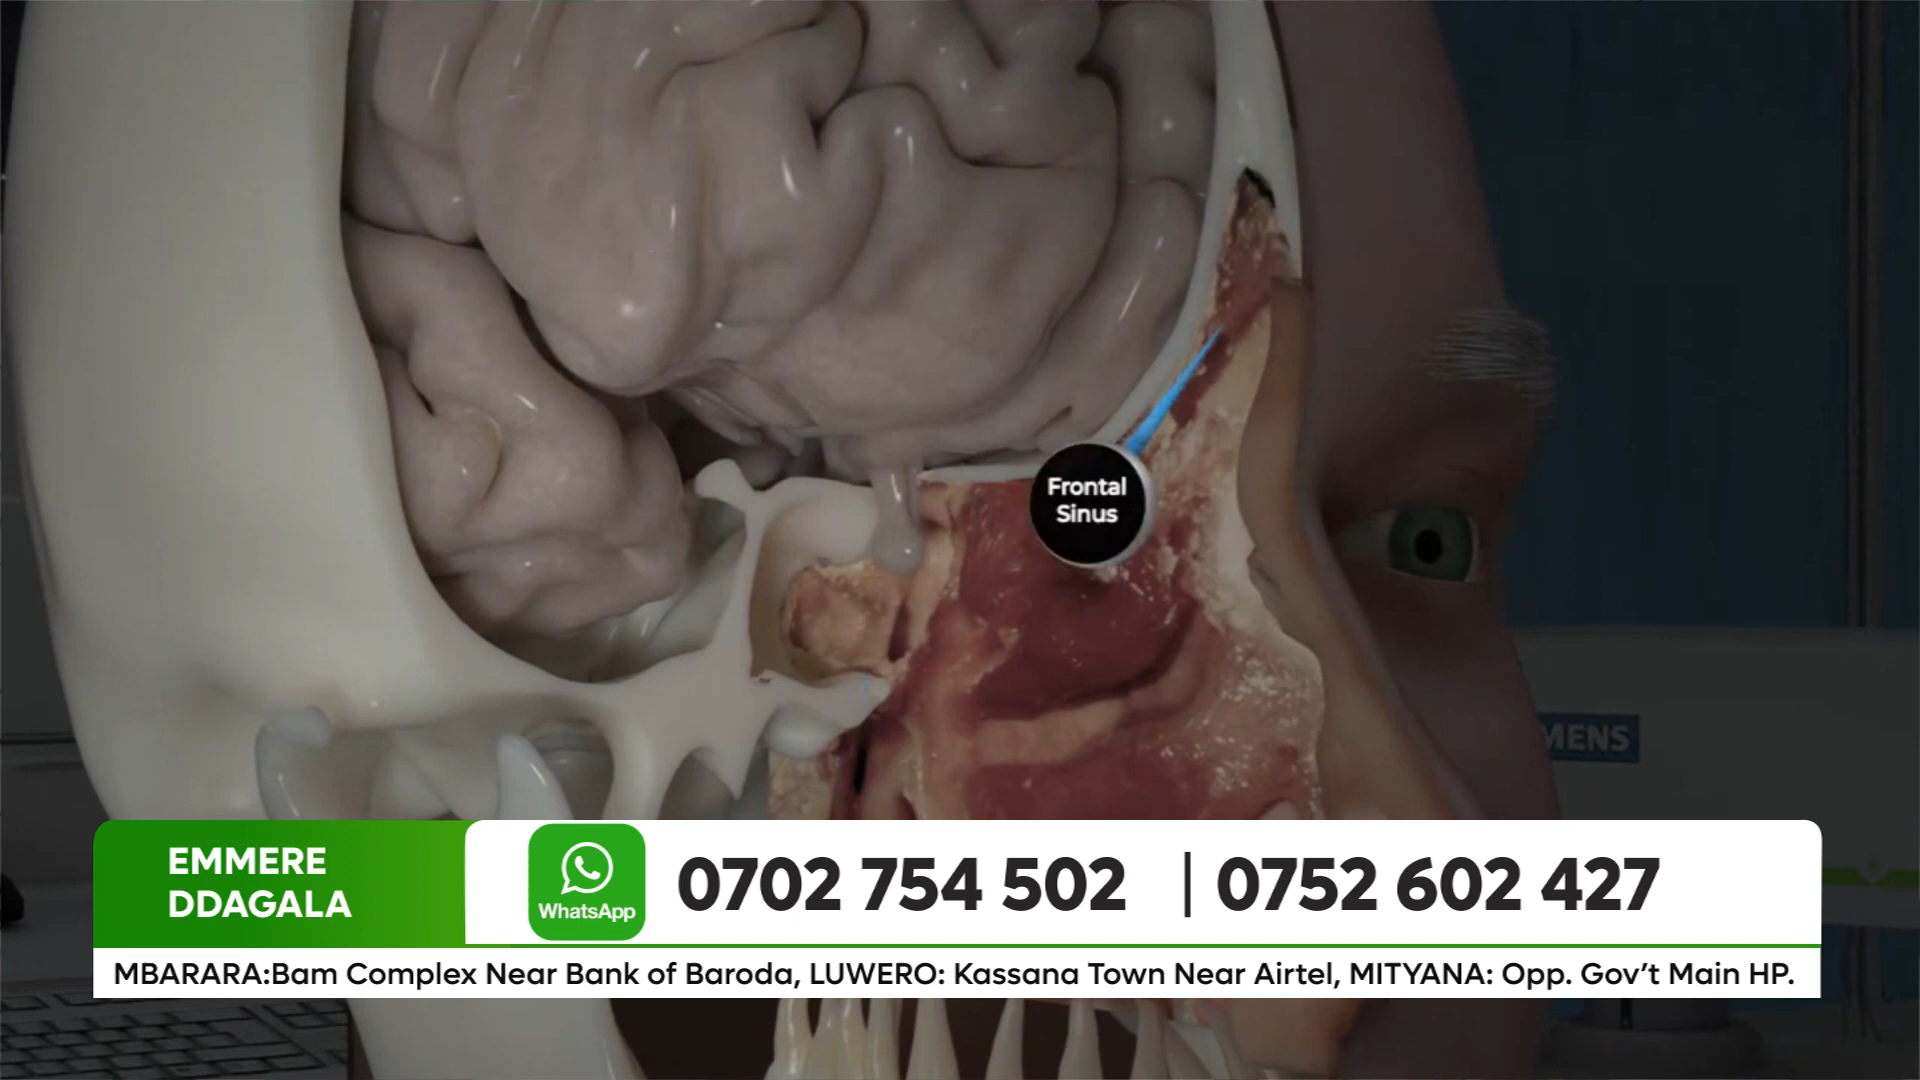 Frontal
Sinus
MENS
EMMERE
DDAGALA
WhatsApp
0702 754 502 | 0752 602 427
MBARARA:Bam Complex Near Bank of Baroda, LUWERO: Kassana Town Near Airtel, MITYANA: Opp. Gov’t Main HP.